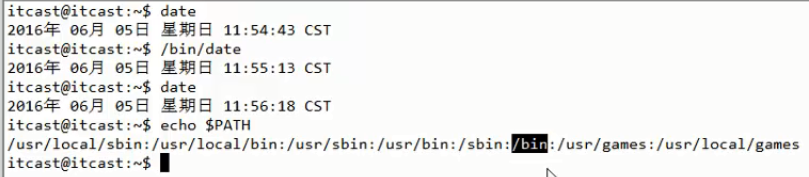 itcast@itcast:~$ date
2016年 06月 05日 星期日 11:54:43 CST
itcast@itcast:~$ /bin/date
2016年 06月 05日 星期日 11:55:13 CST
itcast@itcast:~$ date
2016年 06月 05日 星期日 11:56:18 CST
itcast@itcast:~$ echo $PATH
/usr/local/sbin:/usr/local/bin:/usr/sbin:/usr/bin:/sbin:/bin:/usr/games:/usr/local/games
itcast@itcast:~$